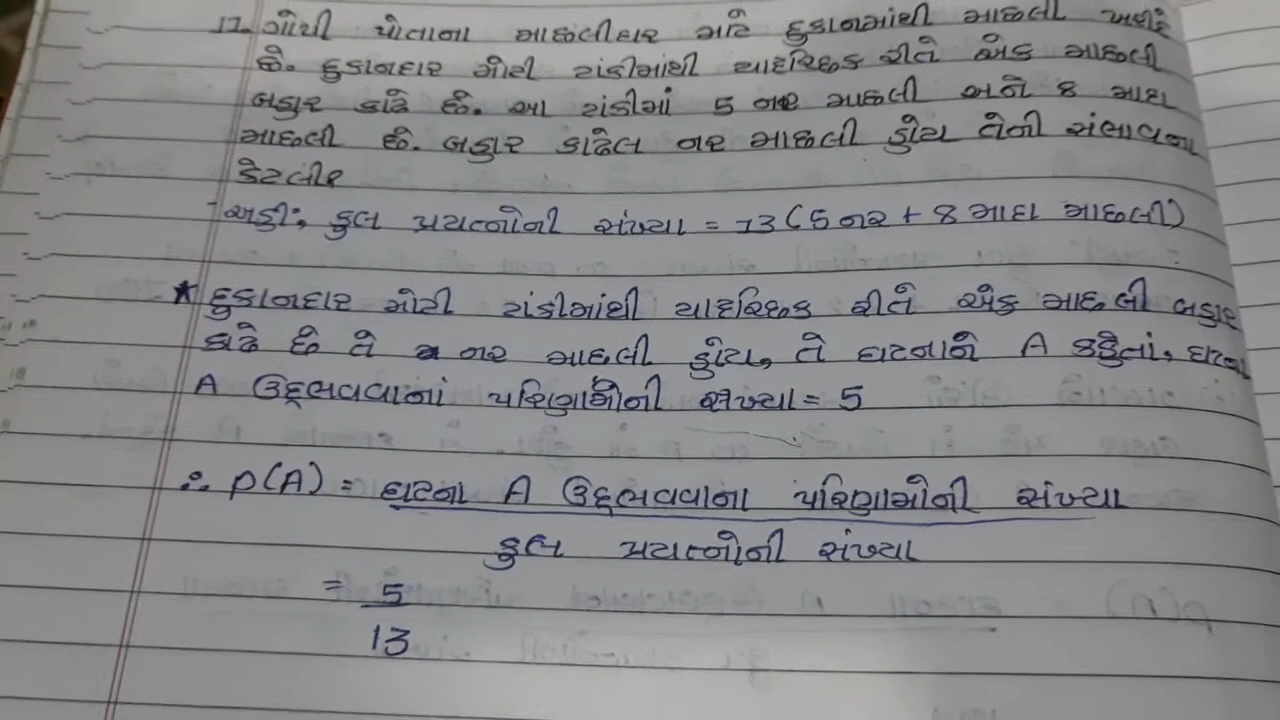 17. ગોપી પોતાના માછલીઘર માટે દુકાનમાંથી માછલી ખરીદે
છે. દુકાનદાર મોટી ટાંકીમાંથી યાદચ્છિક રીતે એક માછલી
બહાર કાઢે છે. આ ટાંકીમાં 5 નર માછલી અને 8 માદા
માછલી છે. બહાર કાઢેલ નર માછલી હોય તેની સંભાવના
કેટલી?
અહીં, કુલ પ્રયત્નોની સંખ્યા = 13 (5 નર + 8 માદા માછલી)
* દુકાનદાર મોટી ટાંકીમાંથી યાદચ્છિક રીતે એક માછલી બહાર
કાઢે છે તે નર માછલી હોય, તે ઘટનાને A કહેતાં, ઘટના
A ઉદ્દભવવાનાં પરિણામોની સંખ્યા = 5
∴ P(A) = ઘટના A ઉદ્દભવવાના પરિણામોની સંખ્યા
કુલ પ્રયત્નોની સંખ્યા
= 5
13